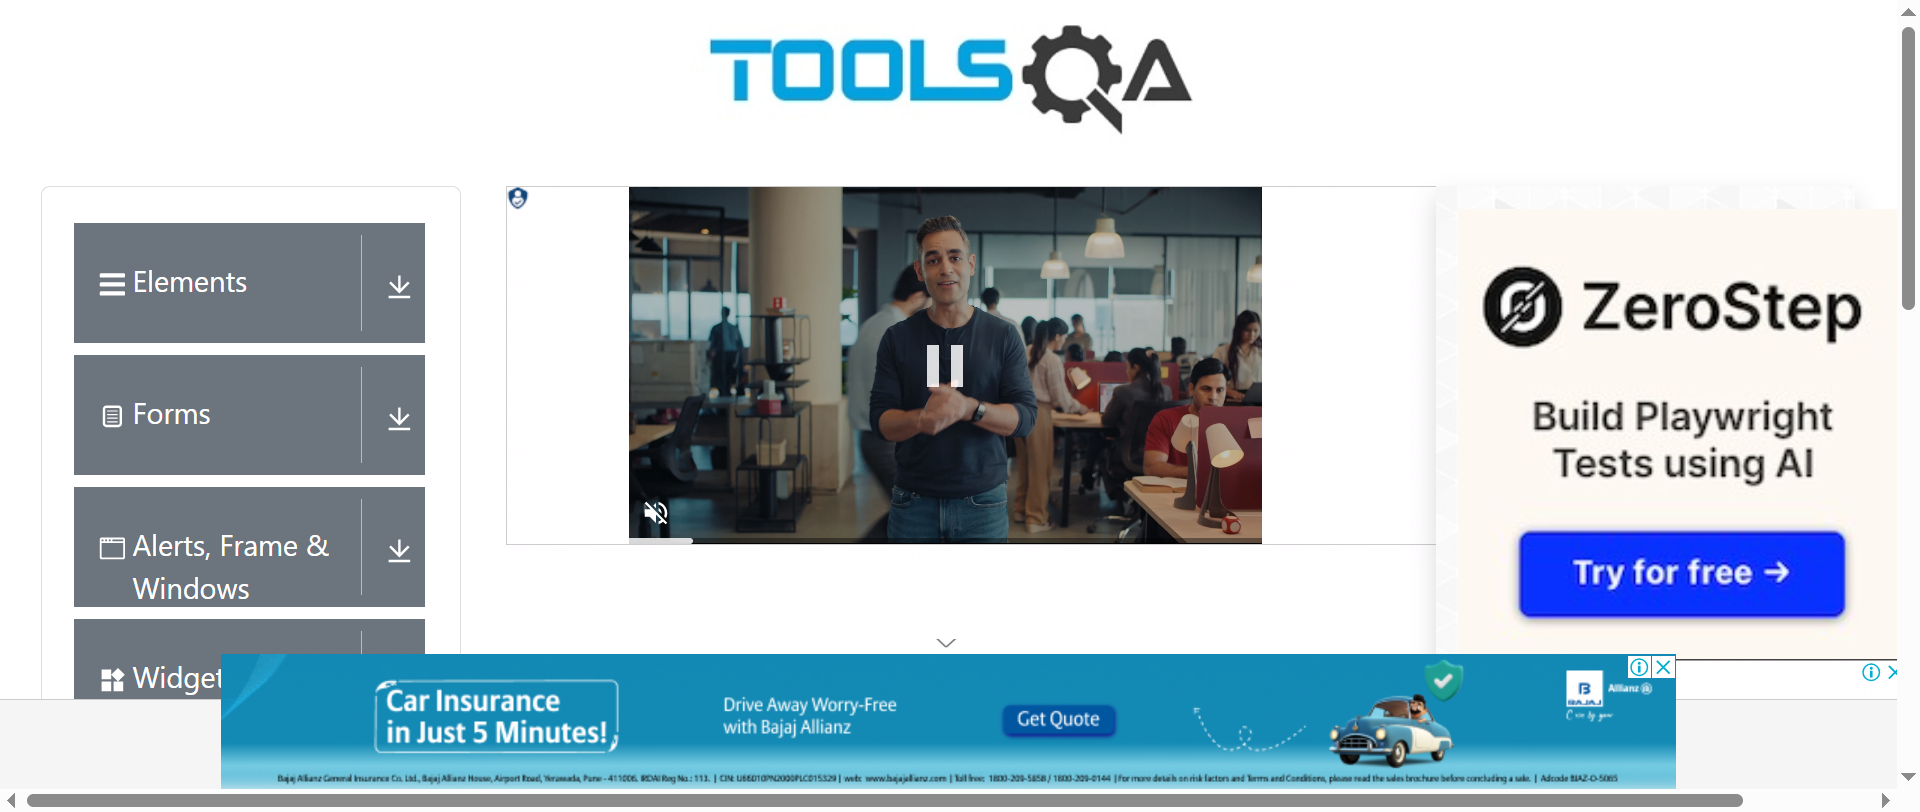 TOOLSQA
Elements
Forms
Alerts, Frame &
Windows
Widget
ZeroStep
Build Playwright
Tests using AI
Try for free →
Car Insurance
in Just 5 Minutes!
Drive Away Worry-Free
with Bajaj Allianz
Get Quote
B
BAJAJ
Allianz
Bajaj Allianz General Insurance Co. Ltd., Bajaj Allianz House, Airport Road, Yerawada, Pune - 411006. IRDAI Reg No.: 113. | CIN: U66010PN2000PLC015329 | web: www.bajajallianz.com | Toll free: 1800-209-5858 / 1800-209-0144 | For more details on risk factors and Terms and Conditions, please read the sales brochure before concluding a sale. | Adcode BIAZ-O-5065